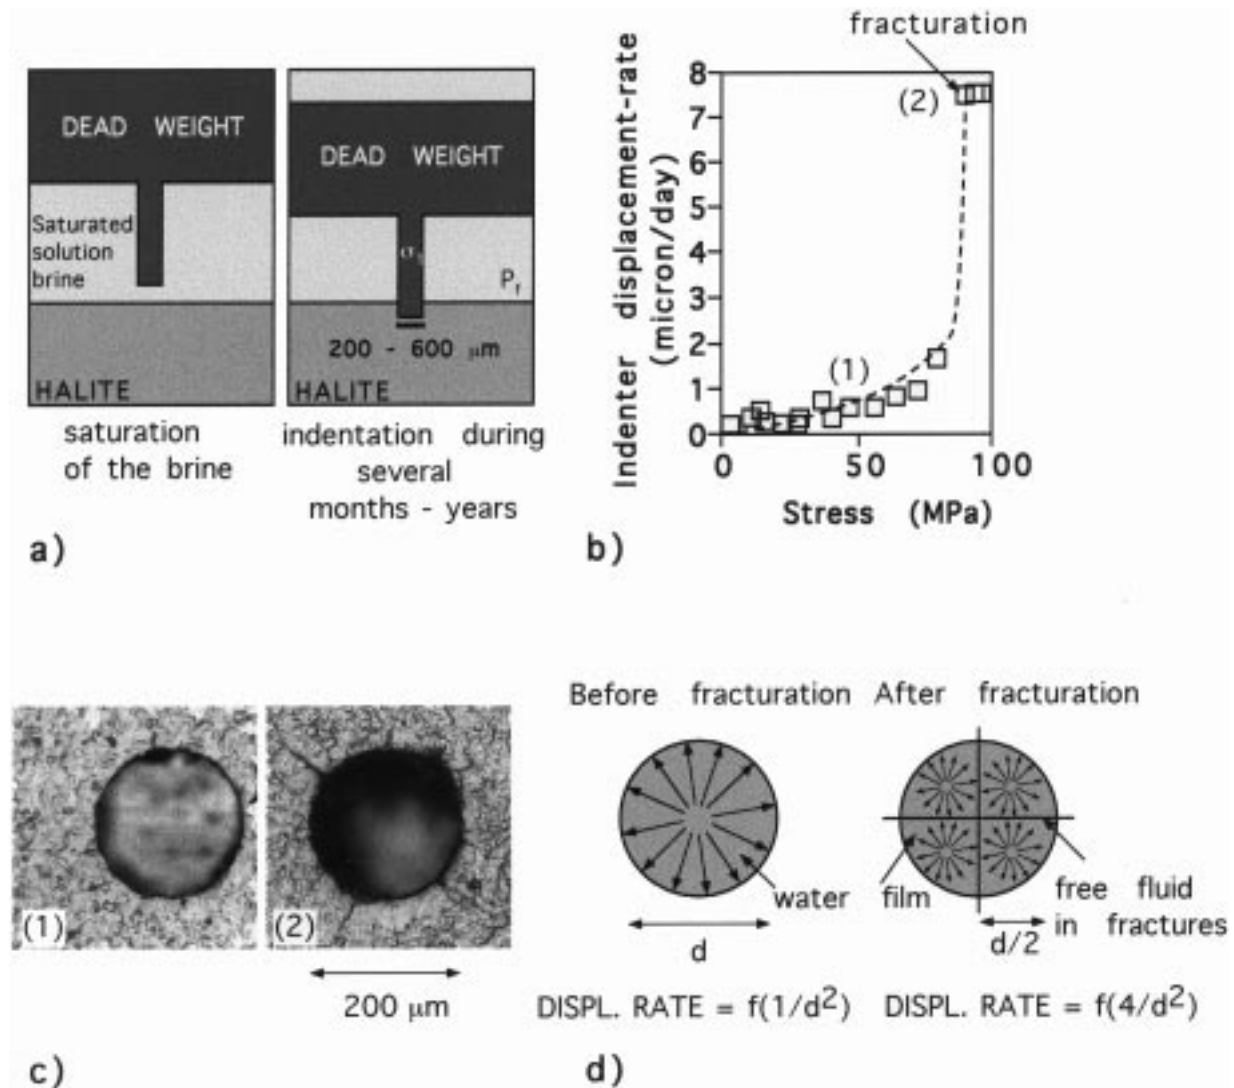 DEAD WEIGHT
Saturated
solution
brine
HALITE
saturation
of the brine
DEAD WEIGHT
σ
Pf
200 - 600 μm
HALITE
indentation during
several
months - years
a)
fracturation
(2)
(1)
8
7
6
5
4
3
2
1
0
0 50 100
Indenter displacement-rate
(micron/day)
Stress (MPa)
b)
(1)
(2)
200 μm
c)
Before fracturation
After fracturation
water
film
free fluid
in fractures
d
d/2
DISPL. RATE = f(1/d²)
DISPL. RATE = f(4/d²)
d)